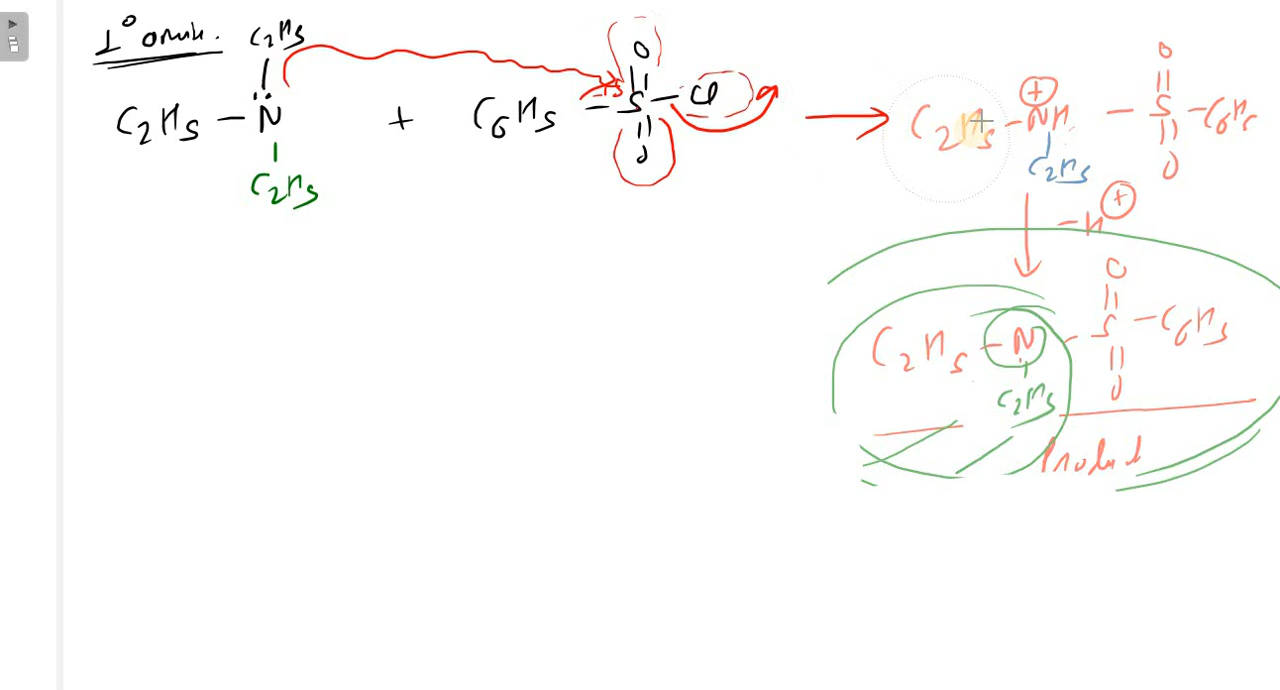 1° amine.
C2H5
C2H5 – N̈ + C6H5 – S – Cl
O
O
C2H5
+δ
C2H5 – NH – S – C6H5
⊕
O
O
C2H5
– H⊕
C2H5 – N – S – C6H5
O
O
C2H5
Product